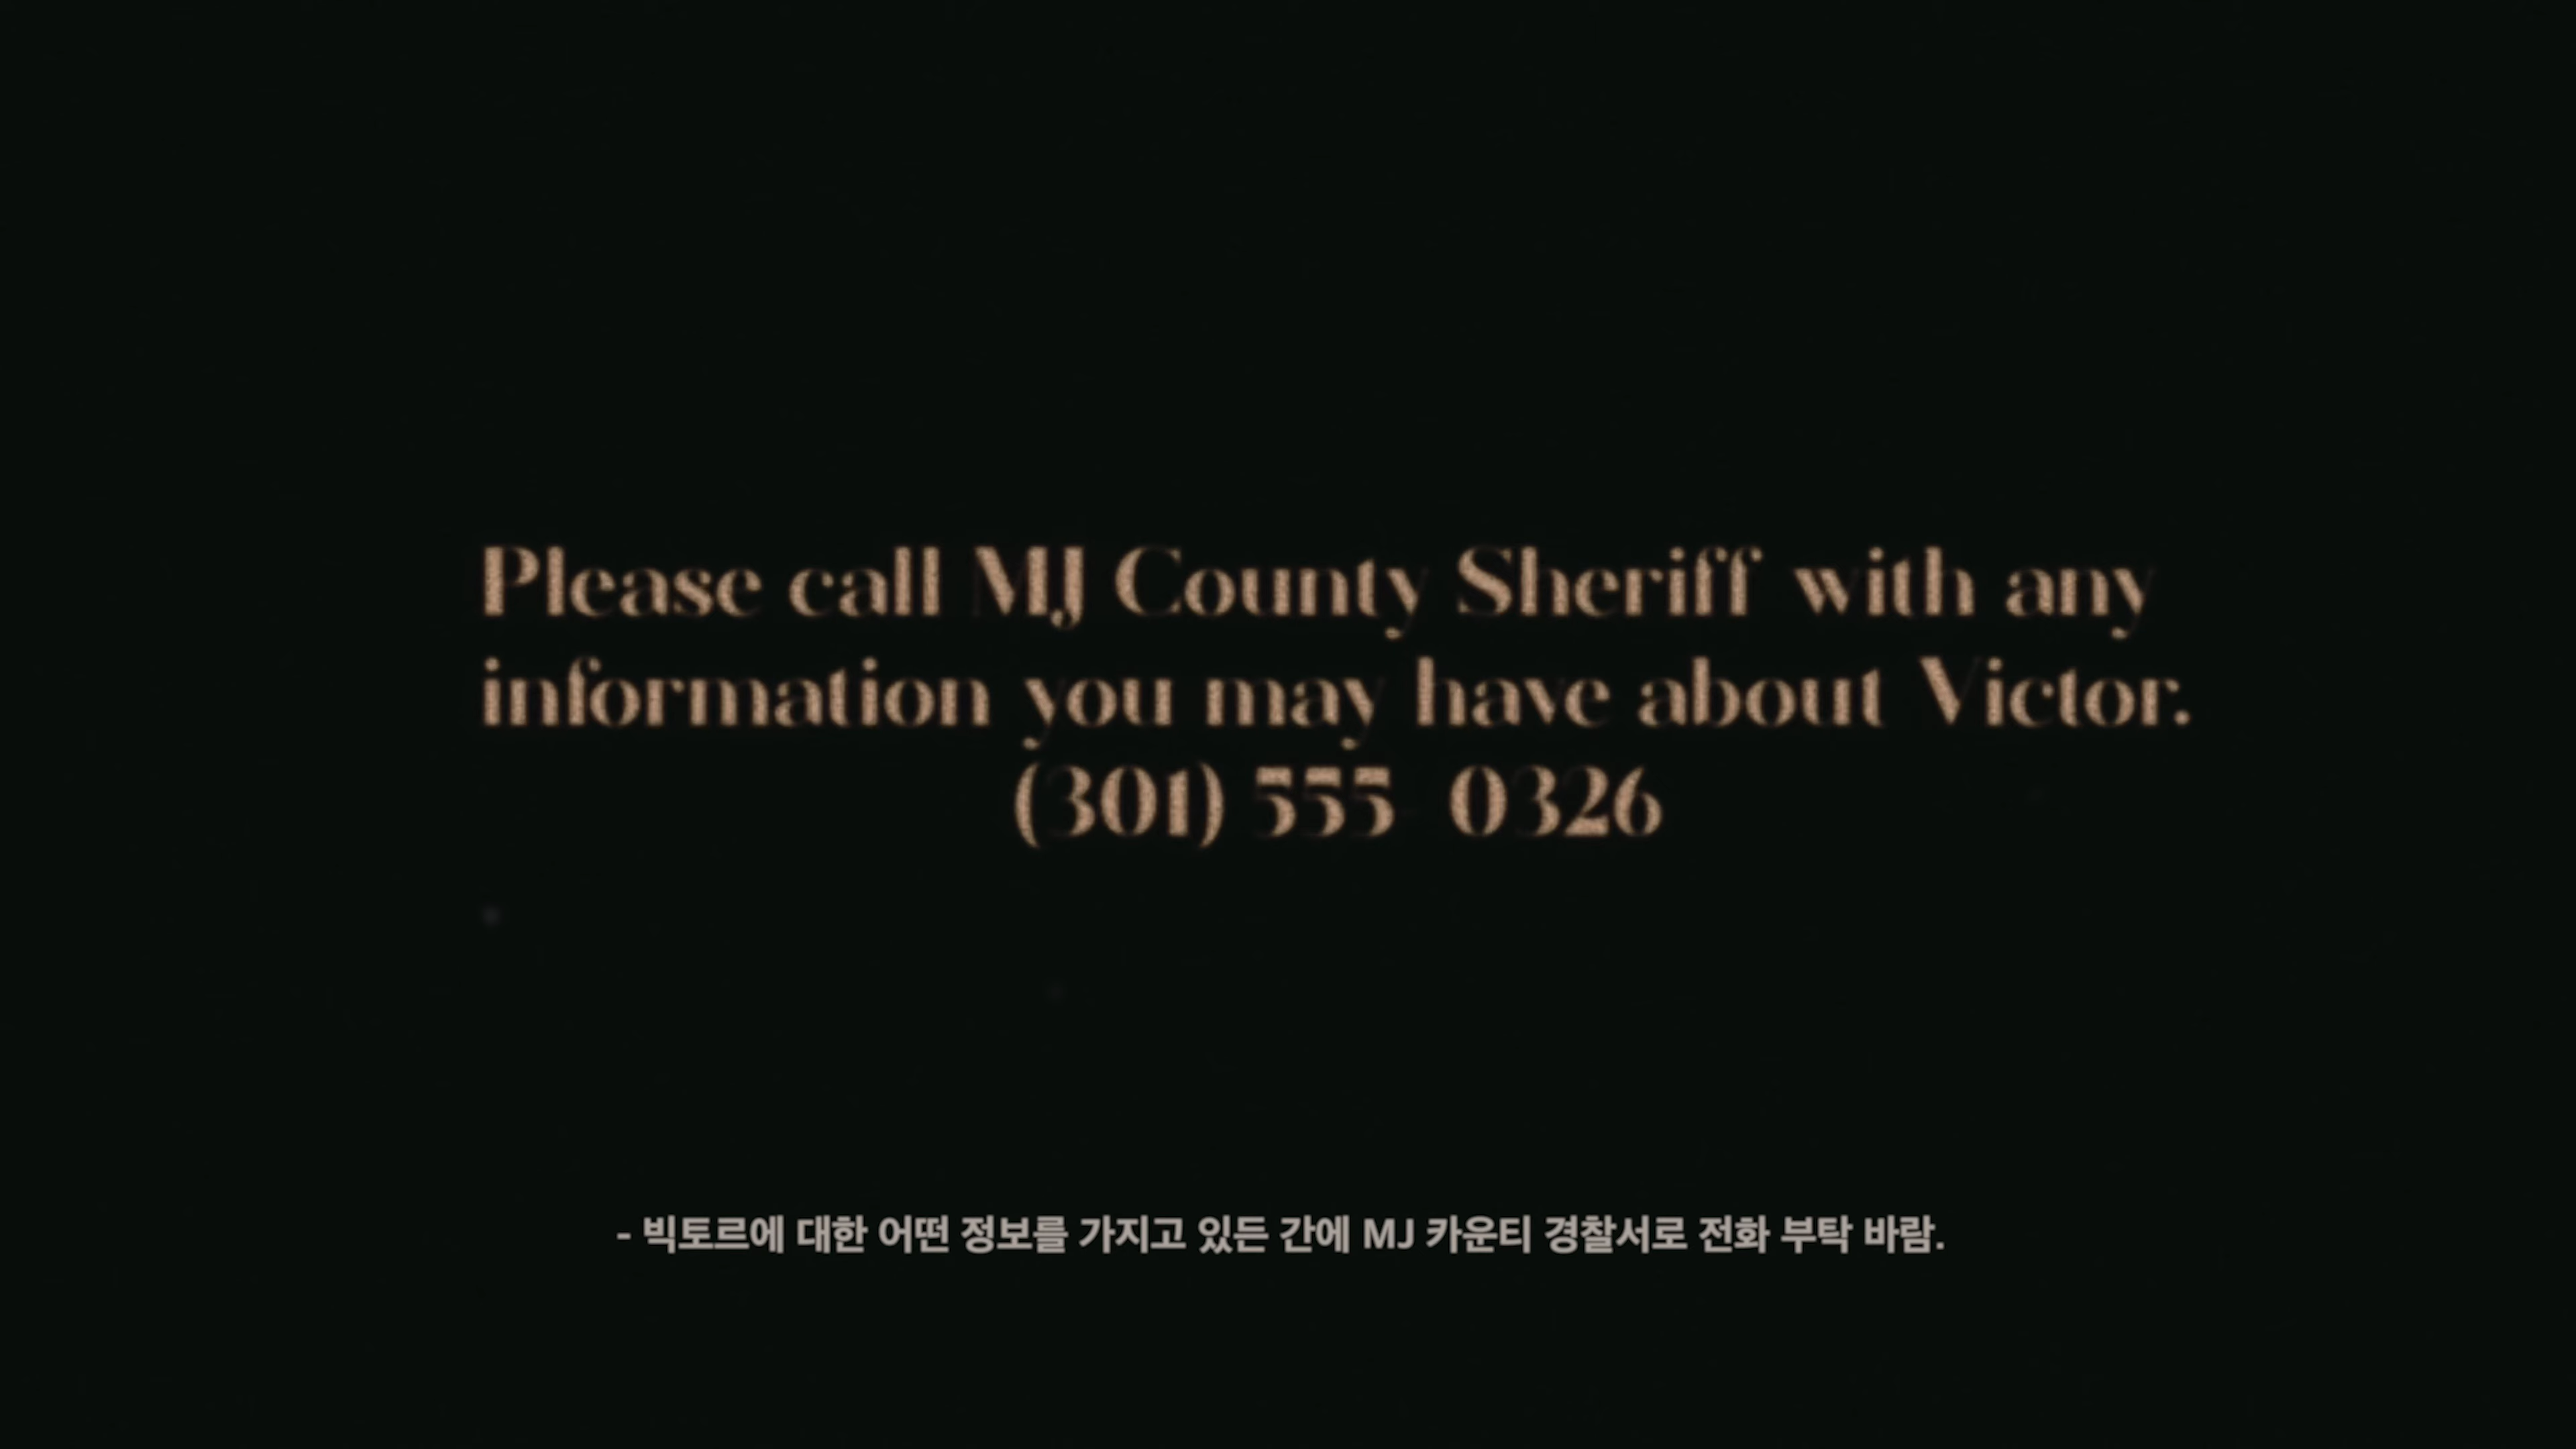 Please call MJ County Sheriff with any
information you may have about Victor.
(301) 555-0326
- 빅토르에 대한 어떤 정보를 가지고 있든 간에 MJ 카운티 경찰서로 전화 부탁 바람.